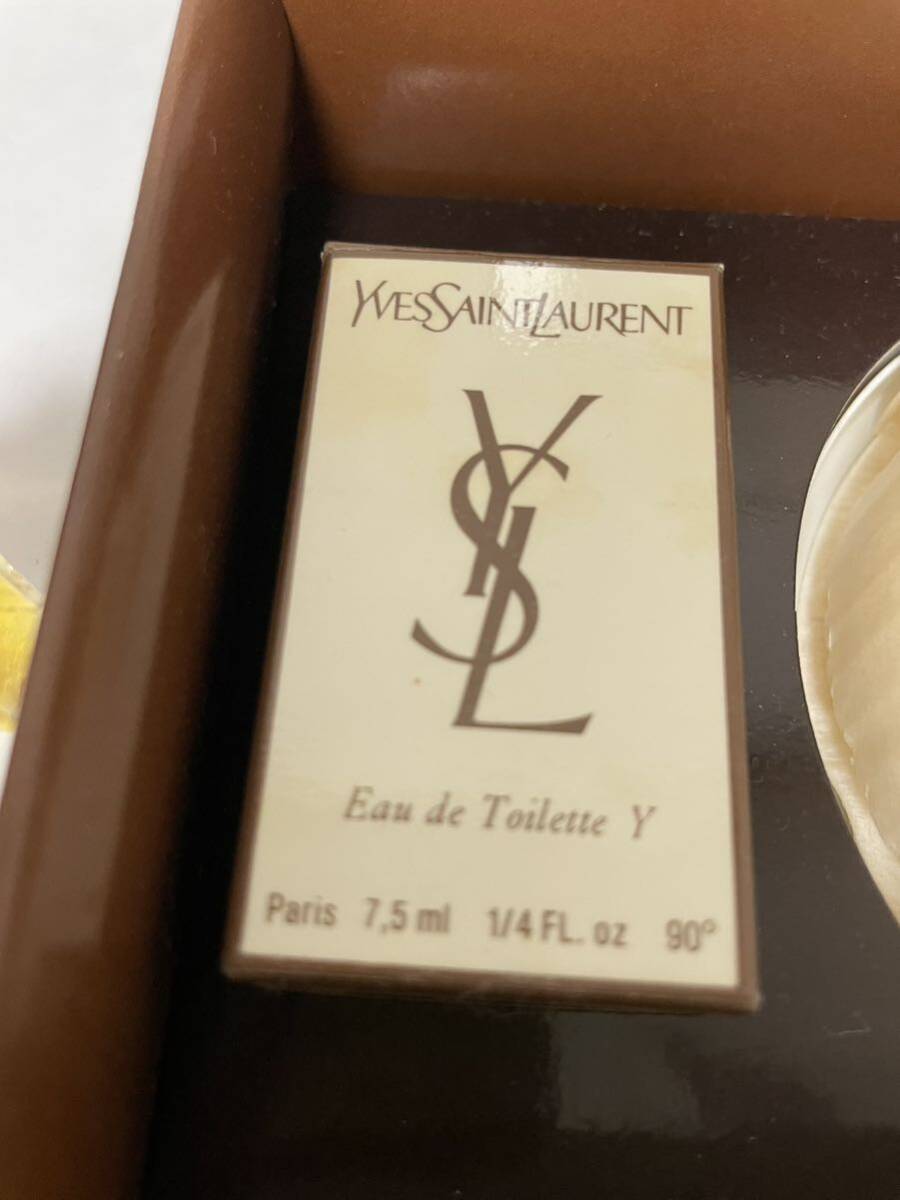 YVES SAINT LAURENT
YSL
Eau de Toilette Y
Paris 7,5 ml 1/4 FL. oz 90°